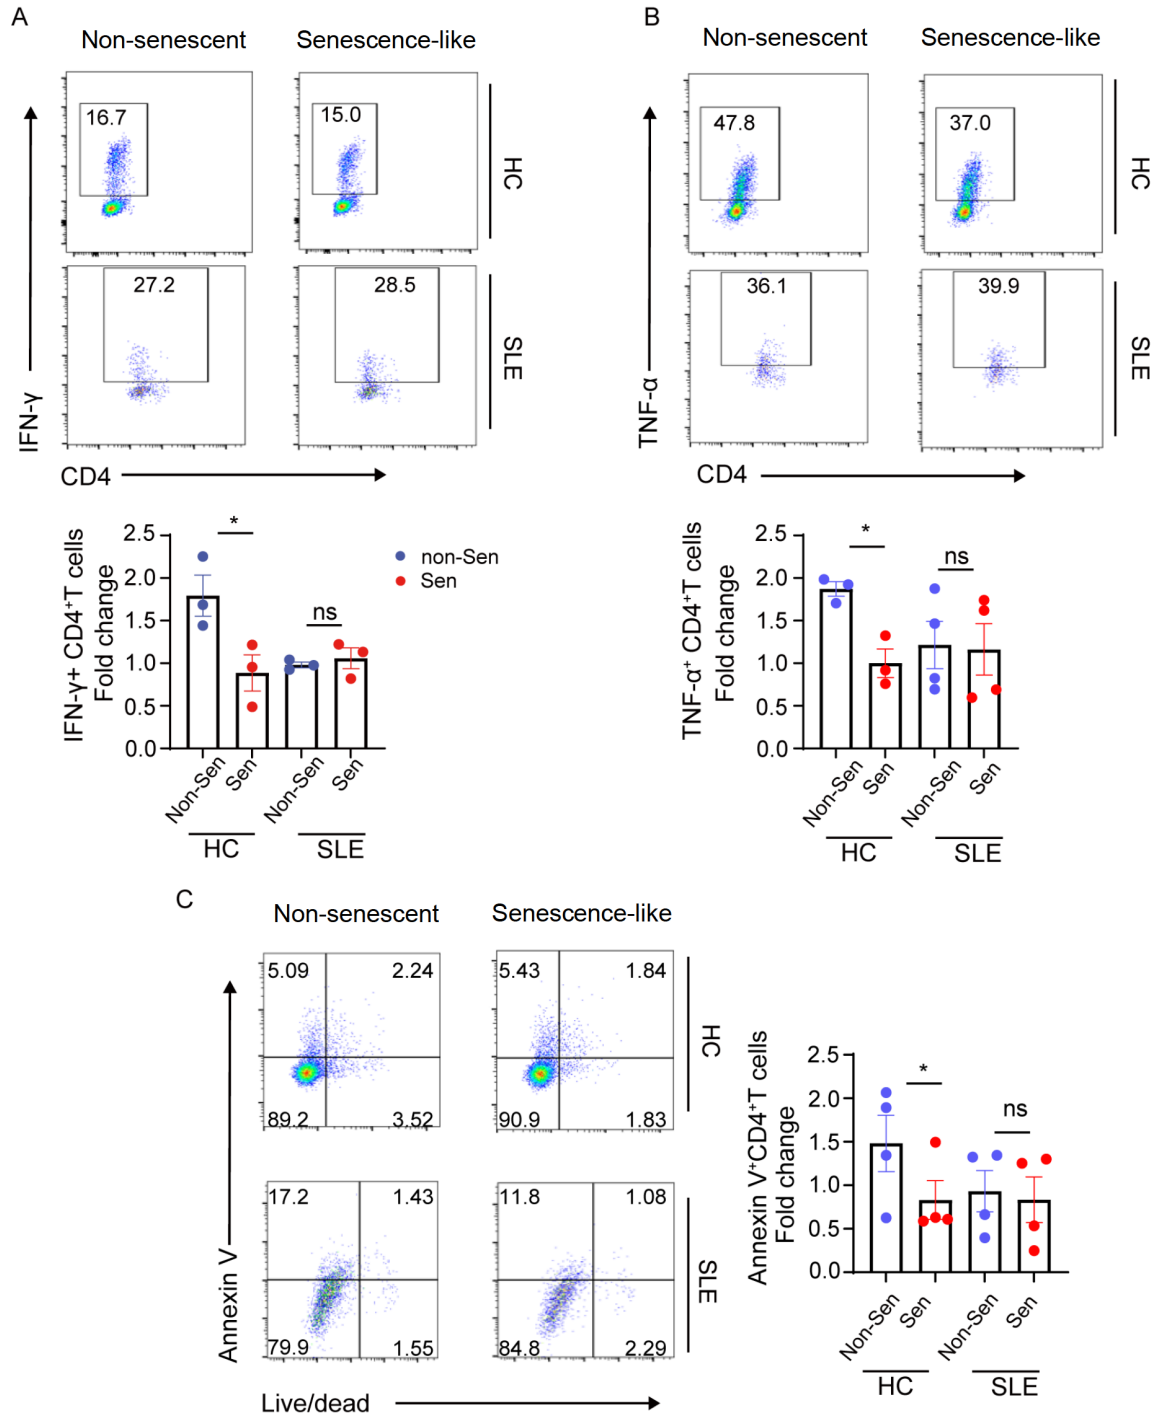 A
Non-senescent
Senescence-like
16.7
15.0
HC
27.2
28.5
SLE
IFN-γ
CD4
IFN-γ+ CD4⁺T cells
Fold change
2.5
2.0
1.5
1.0
0.5
0.0
*
ns
non-Sen
Sen
Non-Sen
Sen
Non-Sen
Sen
HC
SLE
B
Non-senescent
Senescence-like
47.8
37.0
HC
36.1
39.9
SLE
TNF-α
CD4
TNF-α⁺ CD4⁺T cells
Fold change
2.5
2.0
1.5
1.0
0.5
0.0
*
ns
Non-Sen
Sen
Non-Sen
Sen
HC
SLE
C
Non-senescent
Senescence-like
5.09
2.24
89.2
3.52
5.43
1.84
90.9
1.83
HC
17.2
1.43
79.9
1.55
11.8
1.08
84.8
2.29
SLE
Annexin V
Live/dead
Annexin V⁺CD4⁺T cells
Fold change
2.5
2.0
1.5
1.0
0.5
0.0
*
ns
Non-Sen
Sen
Non-Sen
Sen
HC
SLE